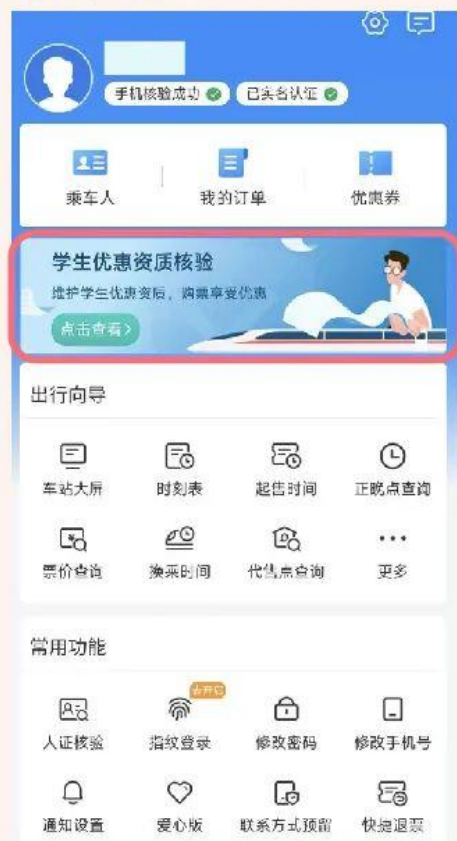 手机核验成功
已实名认证
乘车人
我的订单
优惠券
学生优惠资质核验
维护学生优惠资质，购票享受优惠
点击查看>
出行向导
车站大屏
时刻表
起售时间
正晚点查询
票价查询
换乘时间
代售点查询
更多
常用功能
去开启
人证核验
指纹登录
修改密码
修改手机号
通知设置
爱心版
联系方式预留
快捷退票